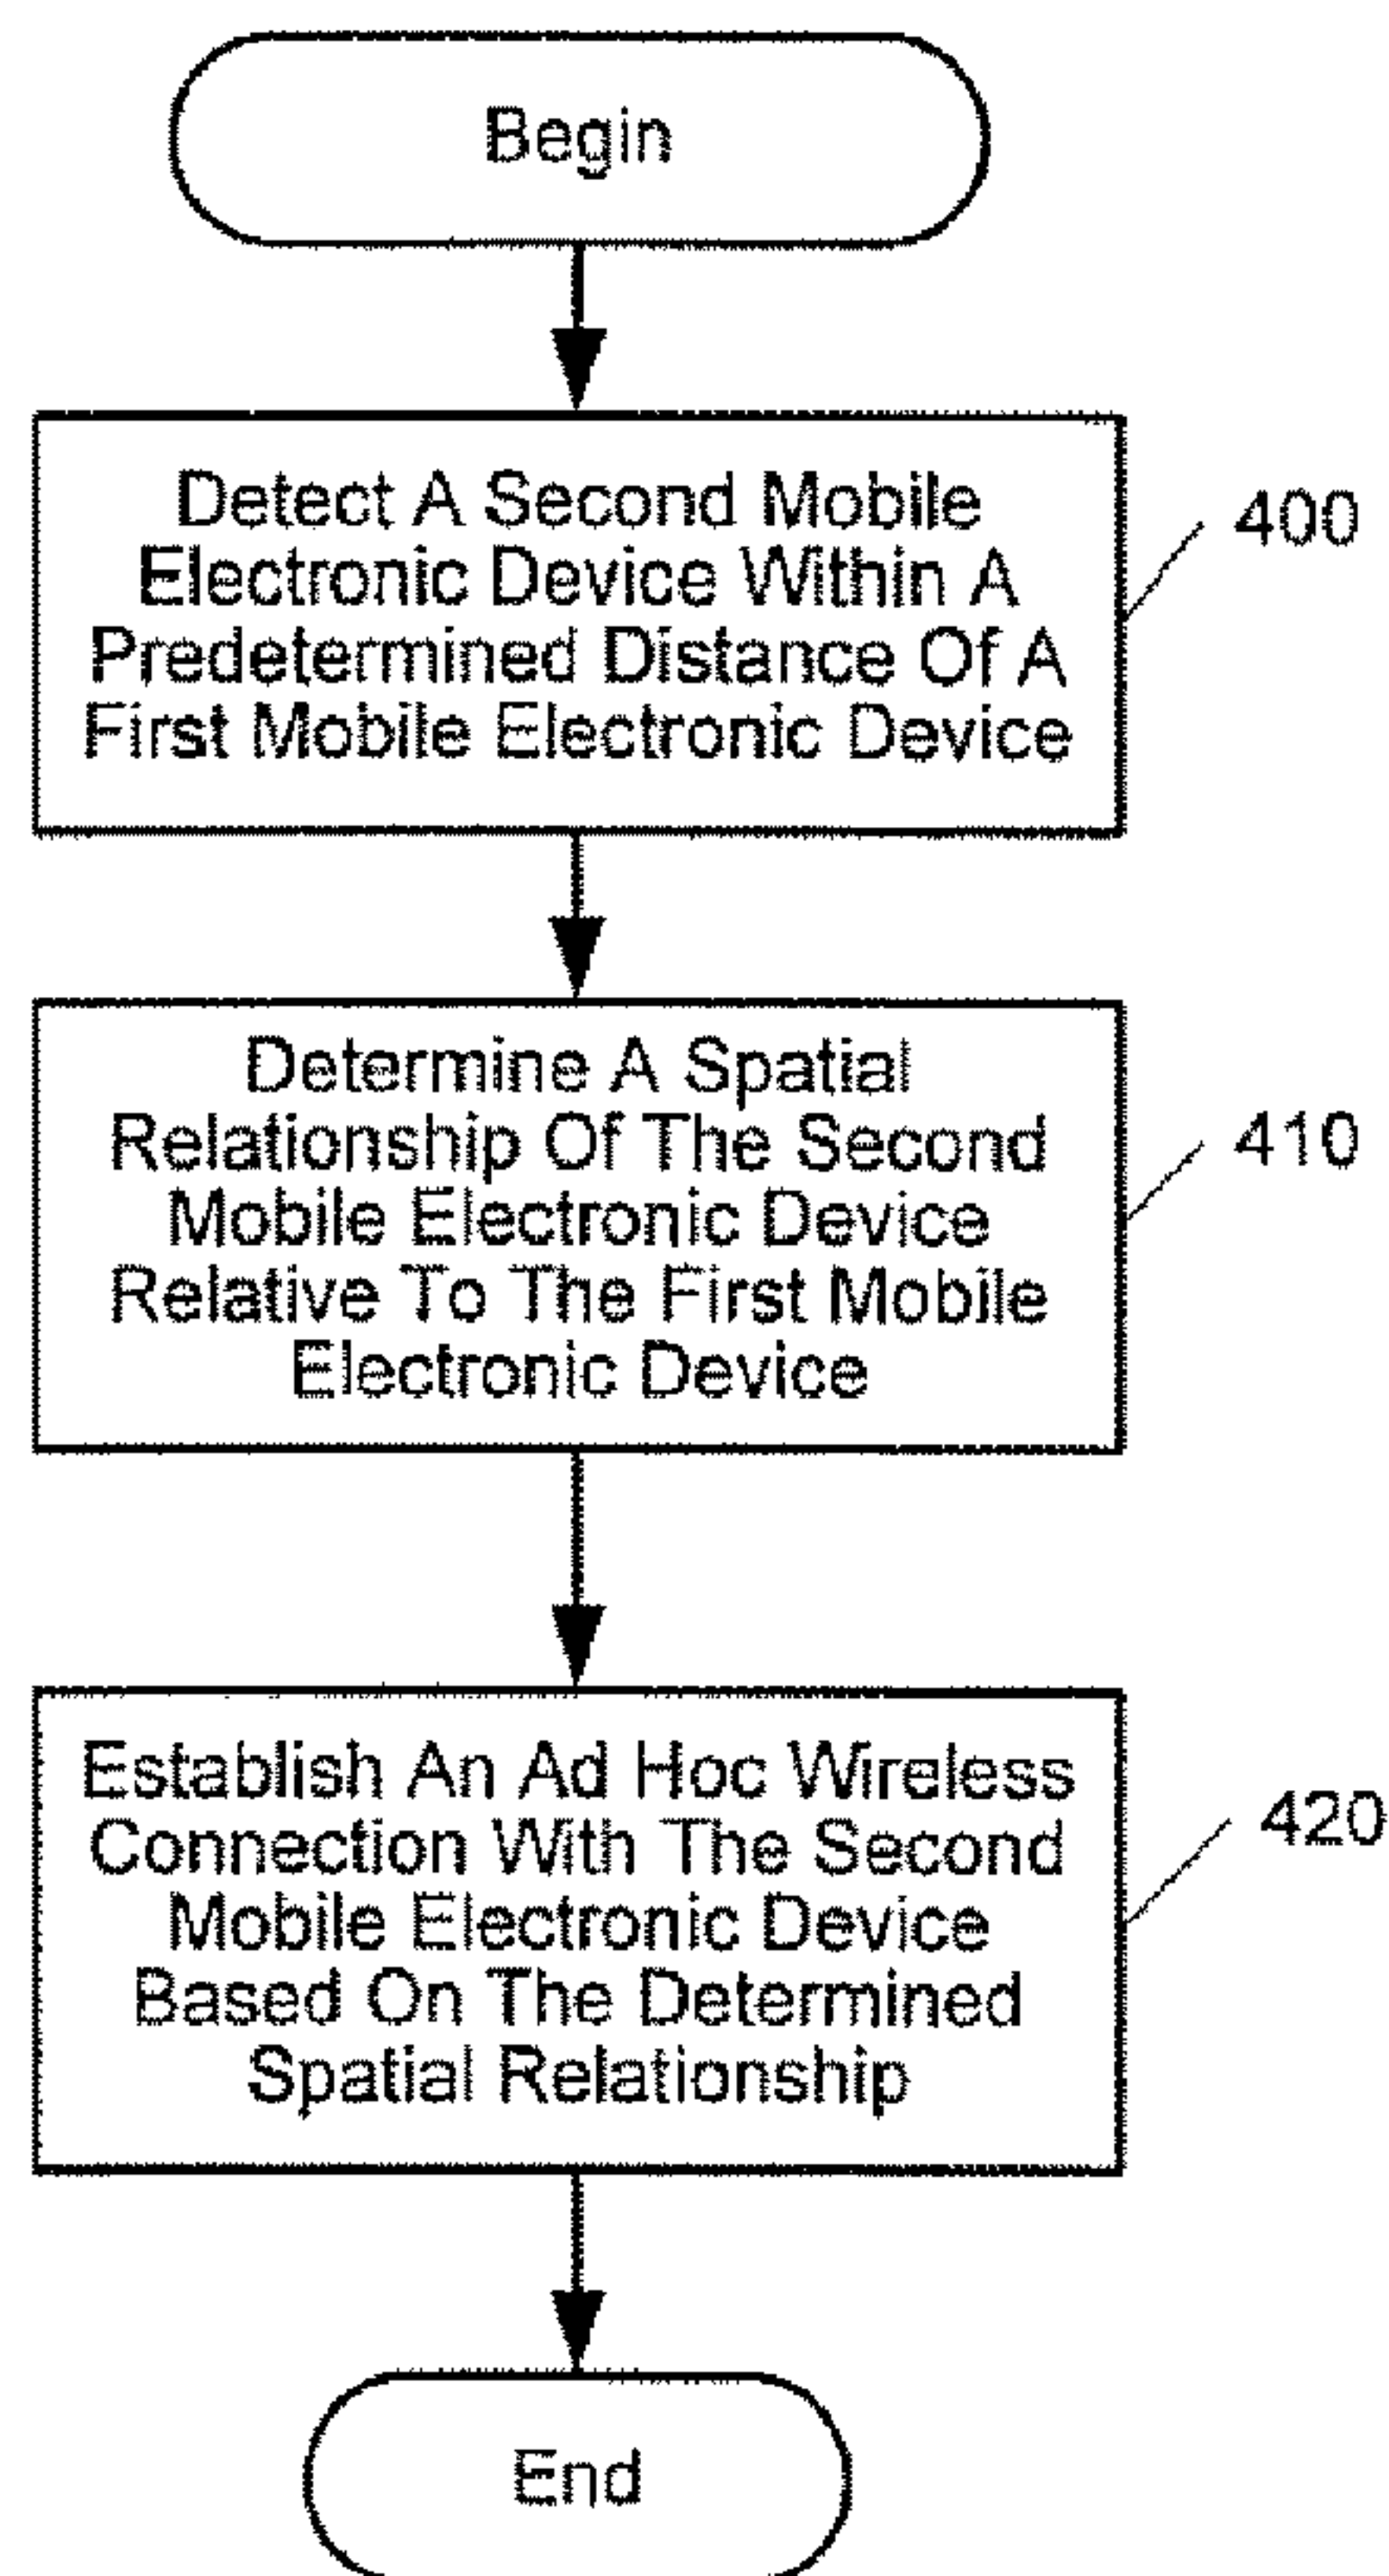 Begin
Detect A Second Mobile
Electronic Device Within A
Predetermined Distance Of A
First Mobile Electronic Device
400
Determine A Spatial
Relationship Of The Second
Mobile Electronic Device
Relative To The First Mobile
Electronic Device
410
Establish An Ad Hoc Wireless
Connection With The Second
Mobile Electronic Device
Based On The Determined
Spatial Relationship
420
End